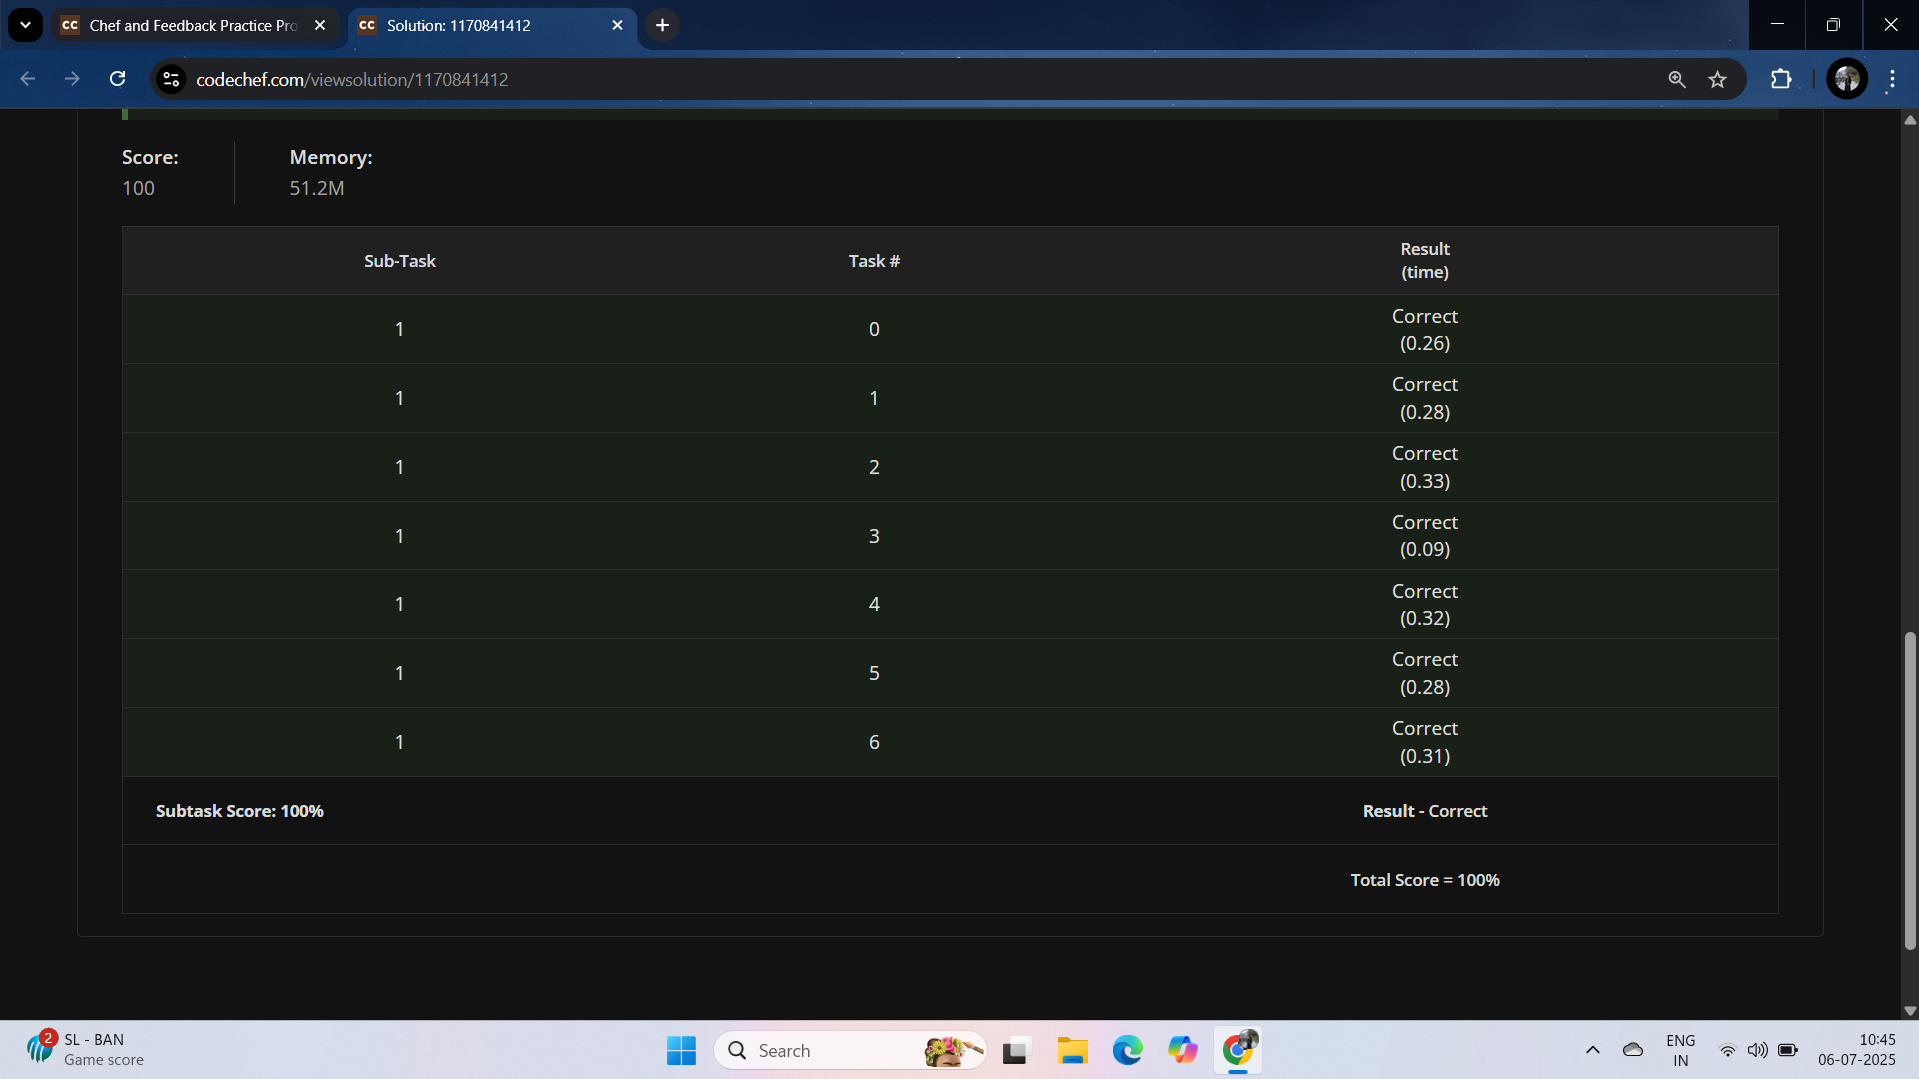 CC Chef and Feedback Practice Pro
CC Solution: 1170841412
codechef.com/viewsolution/1170841412
Score: Memory:
100 51.2M
Sub-Task Task # Result
(time)
1 0 Correct
(0.26)
1 1 Correct
(0.28)
1 2 Correct
(0.33)
1 3 Correct
(0.09)
1 4 Correct
(0.32)
1 5 Correct
(0.28)
1 6 Correct
(0.31)
Subtask Score: 100% Result - Correct
Total Score = 100%
2 SL - BAN
Game score
Search
ENG
IN
10:45
06-07-2025